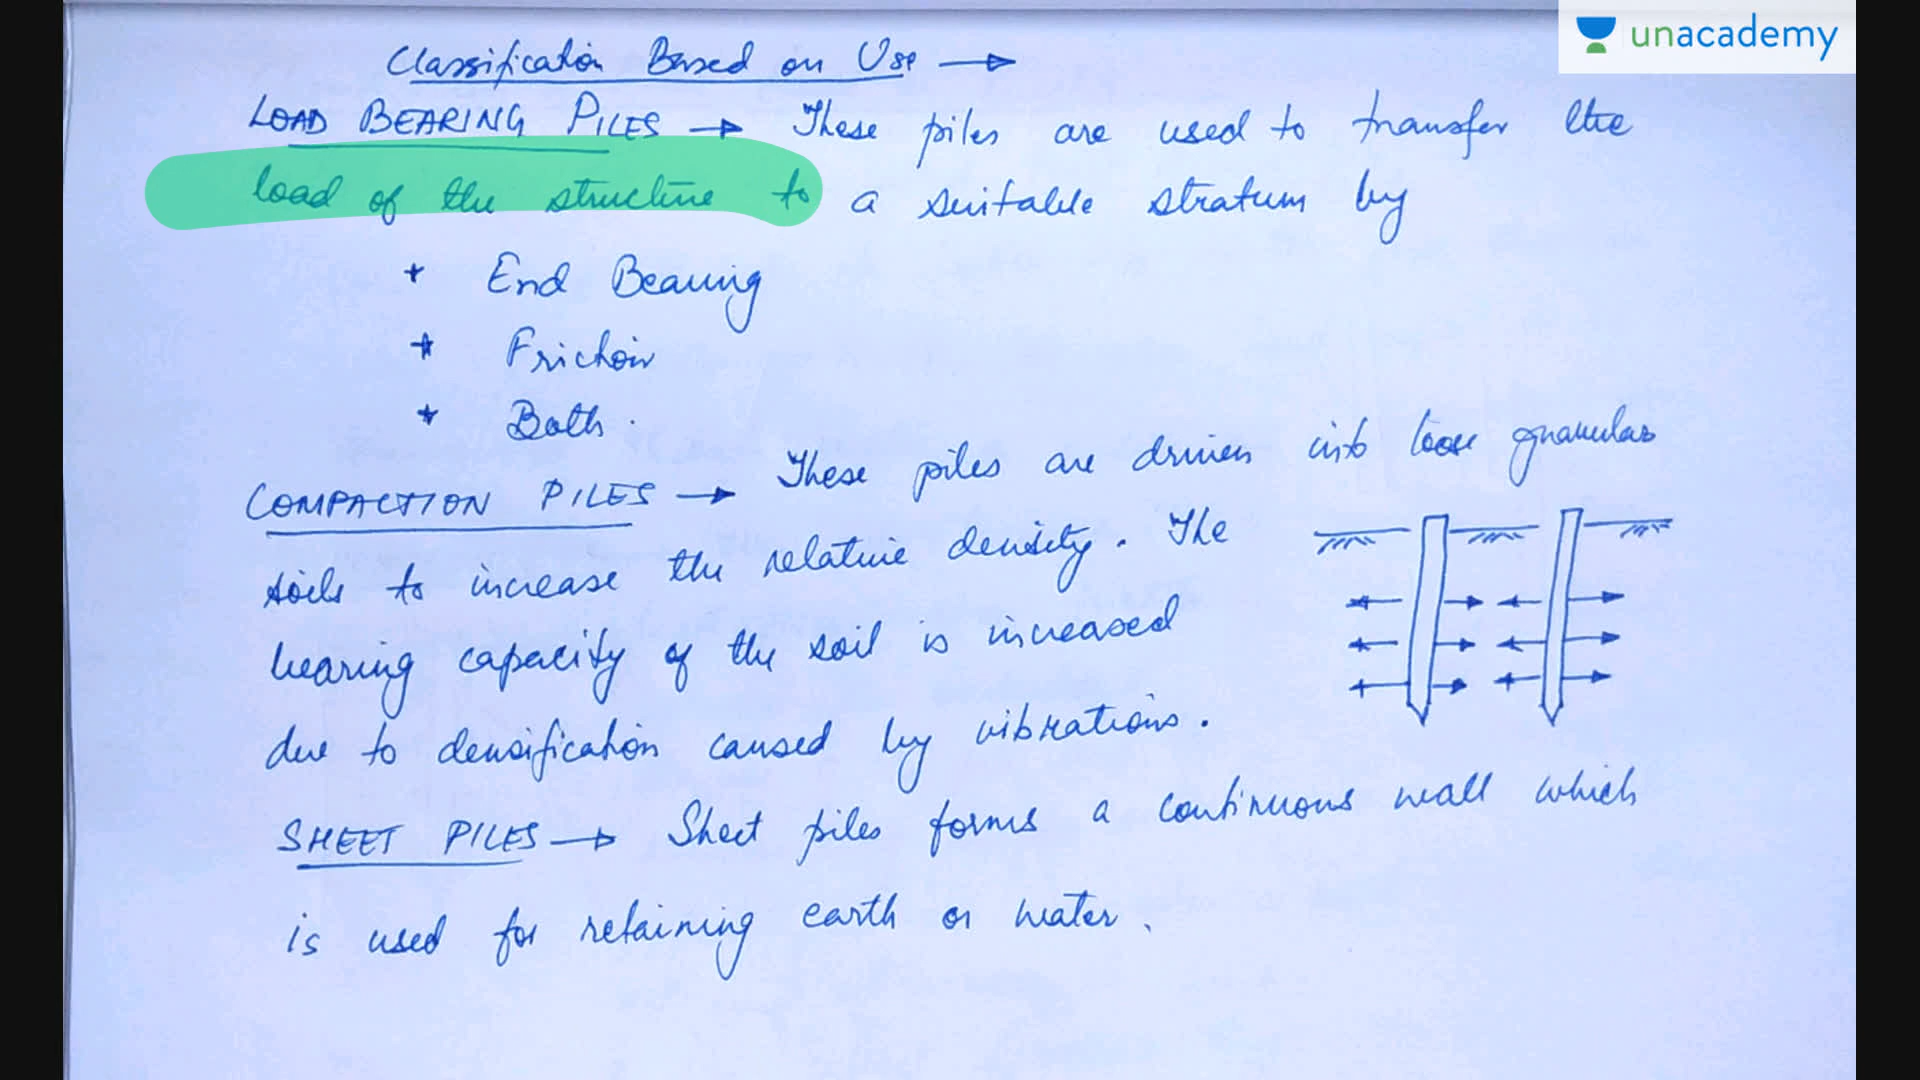 unacademy
Classification Based on Use →
LOAD BEARING PILES → These piles are used to transfer the
load of the structure to a suitable stratum by
* End Bearing
* Friction
* Both.
COMPACTION PILES → These piles are driven into loose granular
soils to increase the relative density. The
bearing capacity of the soil is increased
due to densification caused by vibrations.
SHEET PILES → Sheet piles forms a continuous wall which
is used for retaining earth or water.